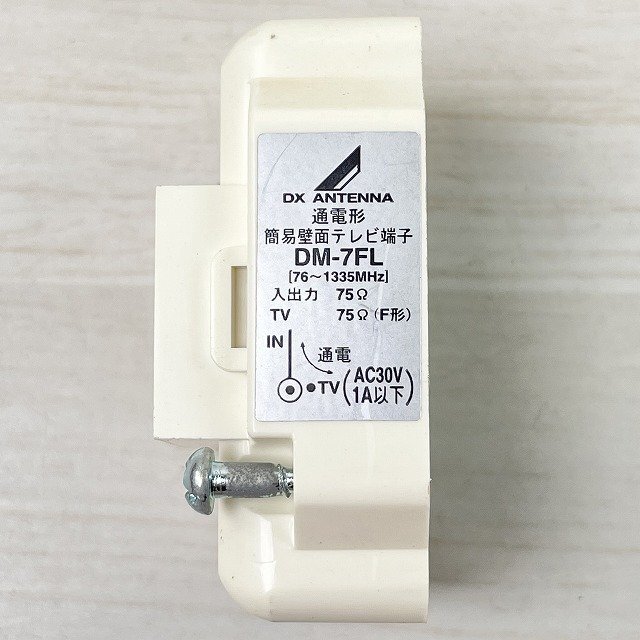 DX ANTENNA
通電形
簡易壁面テレビ端子
DM-7FL
[76～1335MHz]
入出力 75Ω
TV 75Ω(F形)
IN
通電
TV (AC30V
1A以下)